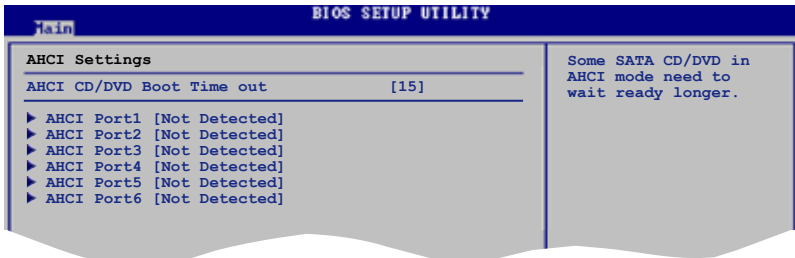 BIOS SETUP UTILITY
Main
AHCI Settings
AHCI CD/DVD Boot Time out [15]
AHCI Port1 [Not Detected]
AHCI Port2 [Not Detected]
AHCI Port3 [Not Detected]
AHCI Port4 [Not Detected]
AHCI Port5 [Not Detected]
AHCI Port6 [Not Detected]
Some SATA CD/DVD in
AHCI mode need to
wait ready longer.